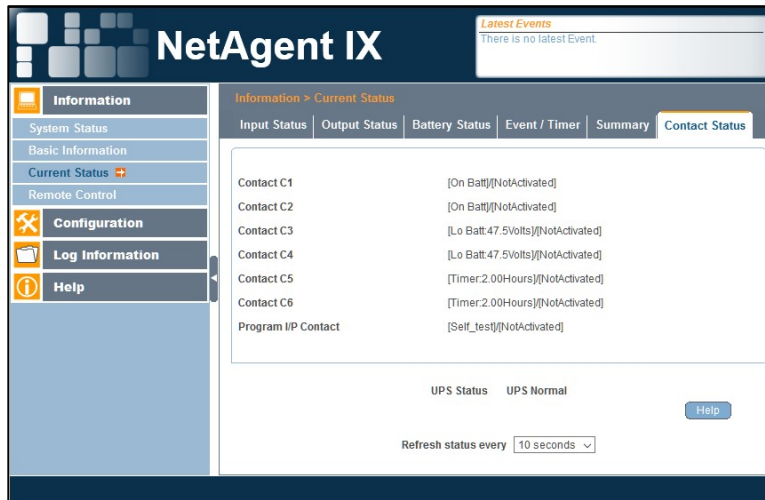 NetAgent IX
Latest Events
There is no latest Event.
Information
System Status
Basic Information
Current Status
Remote Control
Configuration
Log Information
Help
Information > Current Status
Input Status
Output Status
Battery Status
Event / Timer
Summary
Contact Status
Contact C1 [On Batt]/[NotActivated]
Contact C2 [On Batt]/[NotActivated]
Contact C3 [Lo Batt:47.5Volts]/[NotActivated]
Contact C4 [Lo Batt:47.5Volts]/[NotActivated]
Contact C5 [Timer:2.00Hours]/[NotActivated]
Contact C6 [Timer:2.00Hours]/[NotActivated]
Program I/P Contact [Self_test]/[NotActivated]
UPS Status UPS Normal
Help
Refresh status every 10 seconds